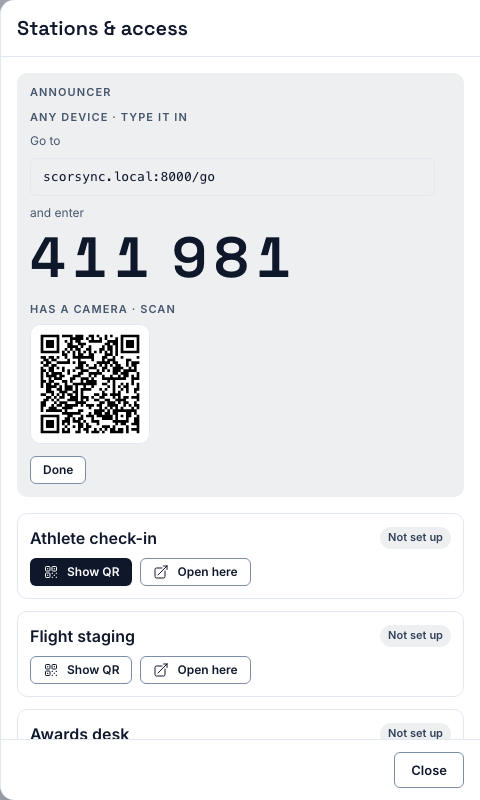 Stations & access
ANNOUNCER
ANY DEVICE · TYPE IT IN
Go to
scorsync.local:8000/go
and enter
411 981
HAS A CAMERA · SCAN
Done
Athlete check-in
Not set up
Show QR
Open here
Flight staging
Not set up
Show QR
Open here
Awards desk
Not set up
Close